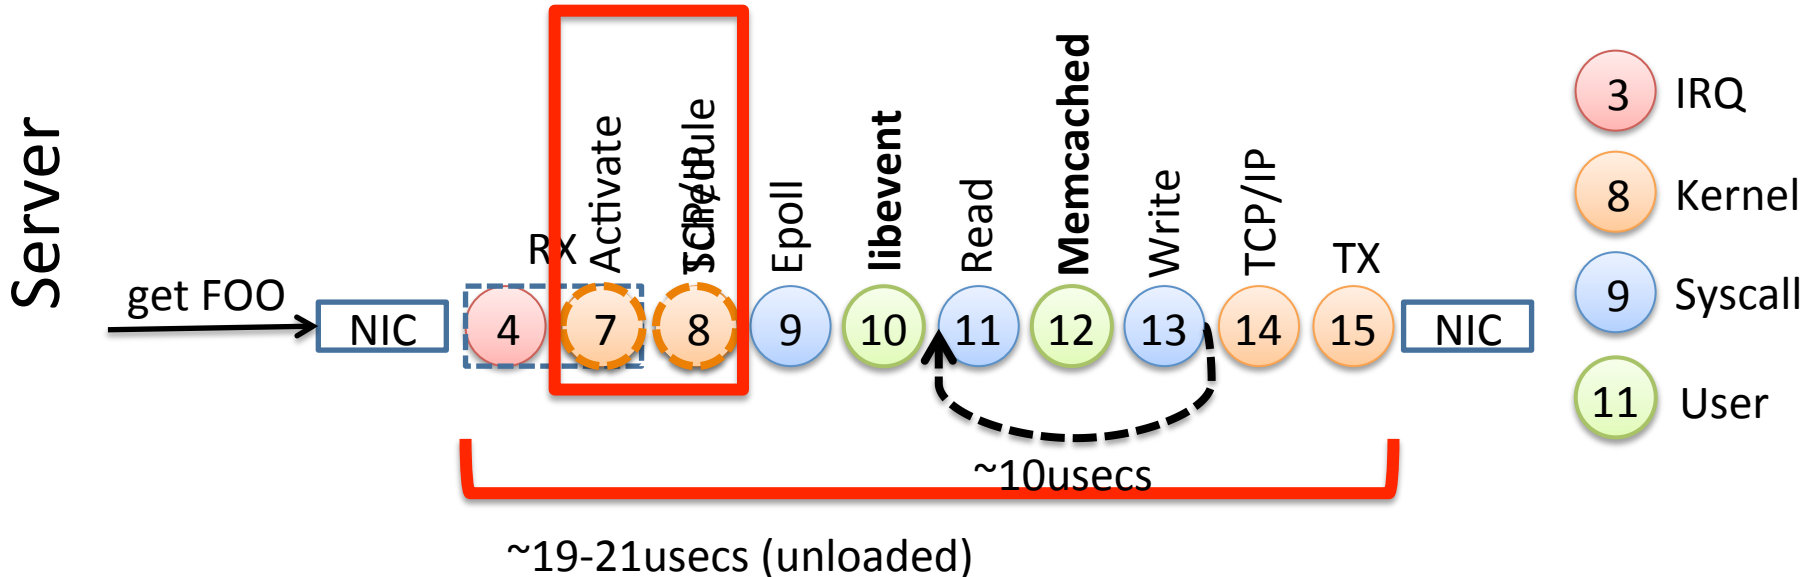 Server
get FOO
NIC
RX
Activate
TCP/IP
Schedule
Epoll
libevent
Read
Memcached
Write
TCP/IP
TX
4
7
8
9
10
11
12
13
14
15
NIC
~10usecs
~19-21usecs (unloaded)
3 IRQ
8 Kernel
9 Syscall
11 User